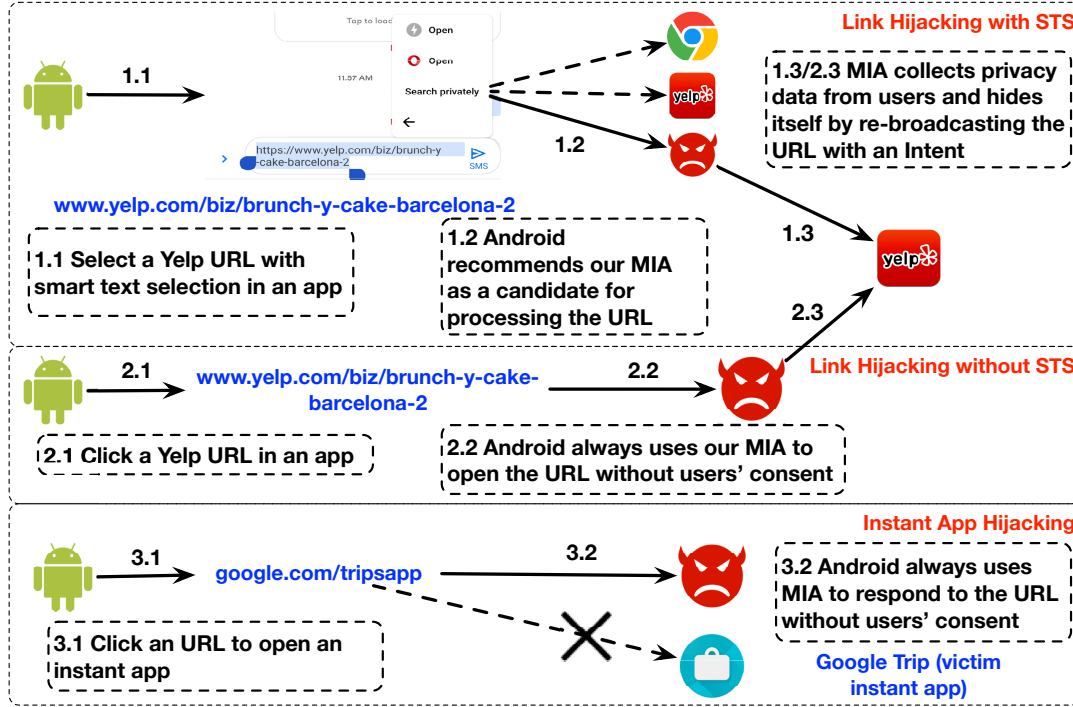 Link Hijacking with STS
Tap to load
Open
Open
11:57 AM
Search privately
https://www.yelp.com/biz/brunch-y
-cake-barcelona-2
SMS
1.1
1.2
yelp
1.3/2.3 MIA collects privacy
data from users and hides
itself by re-broadcasting the
URL with an Intent
www.yelp.com/biz/brunch-y-cake-barcelona-2
1.1 Select a Yelp URL with
smart text selection in an app
1.2 Android
recommends our MIA
as a candidate for
processing the URL
1.3
yelp
2.3
Link Hijacking without STS
2.1
www.yelp.com/biz/brunch-y-cake-
barcelona-2
2.2
2.1 Click a Yelp URL in an app
2.2 Android always uses our MIA to
open the URL without users’ consent
Instant App Hijacking
3.1
google.com/tripsapp
3.2
3.2 Android always uses
MIA to respond to the URL
without users’ consent
3.1 Click an URL to open an
instant app
Google Trip (victim
instant app)